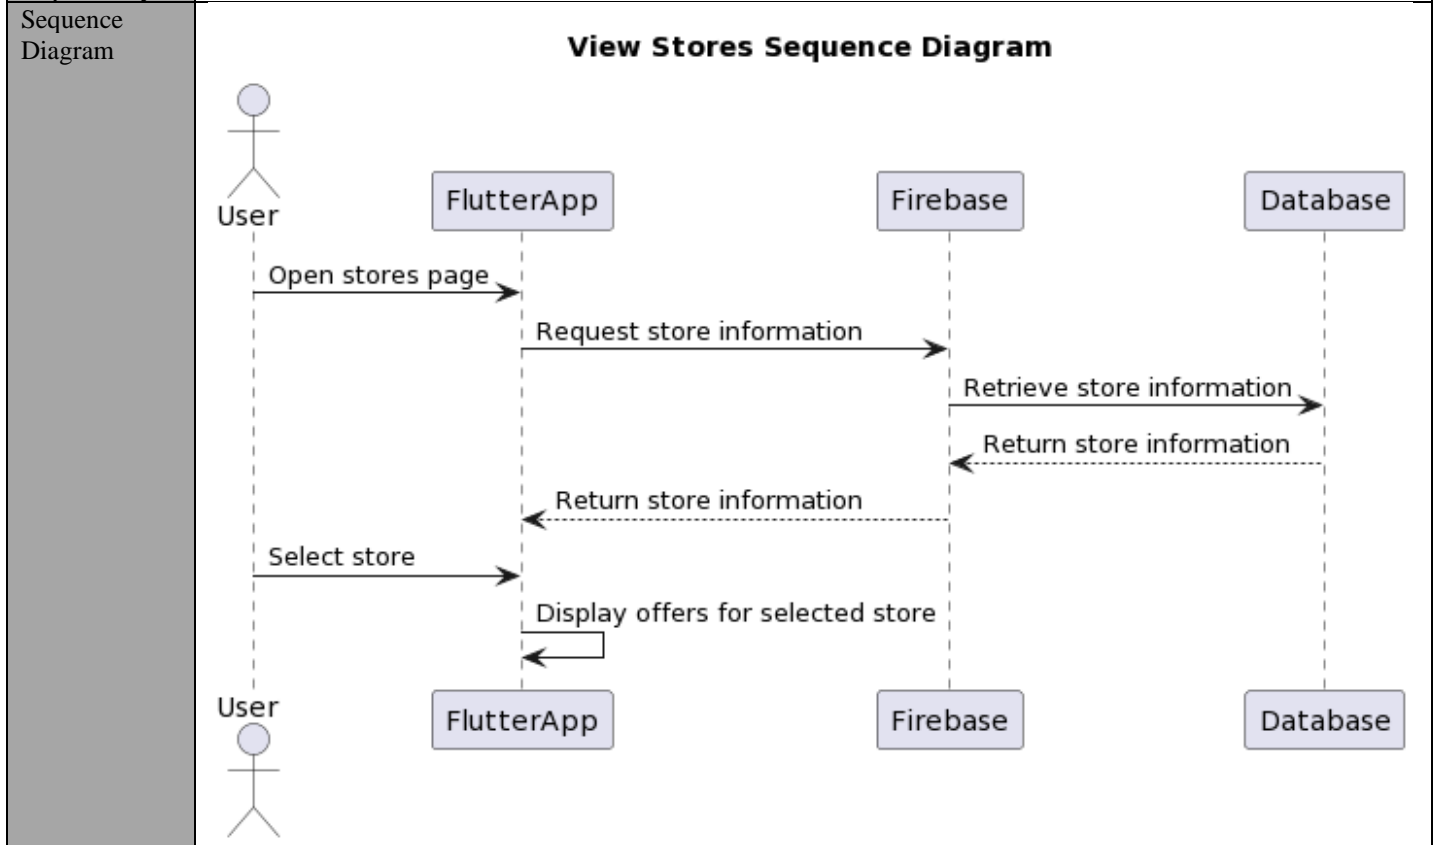 Sequence
Diagram
View Stores Sequence Diagram
User
FlutterApp
Firebase
Database
Open stores page
Request store information
Retrieve store information
Return store information
Return store information
Select store
Display offers for selected store
User
FlutterApp
Firebase
Database